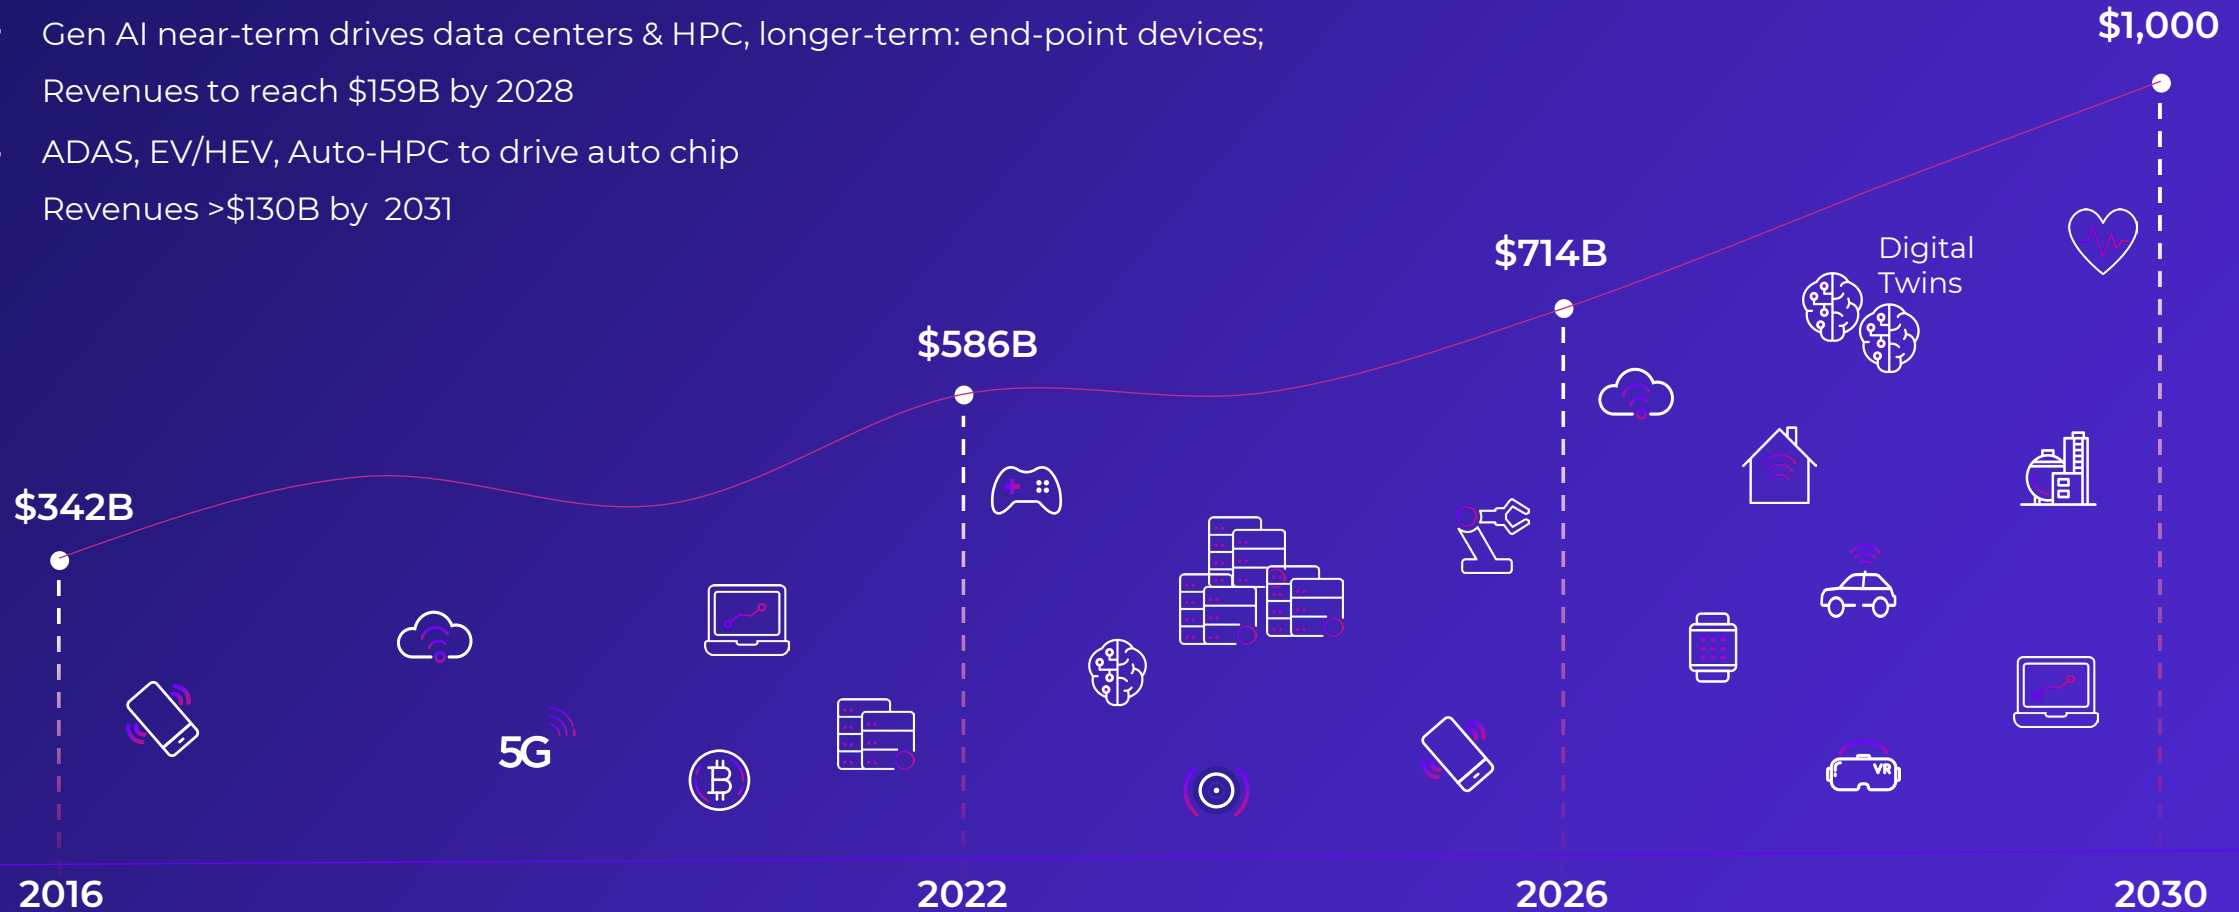 Gen AI near-term drives data centers & HPC, longer-term: end-point devices;
Revenues to reach $159B by 2028
ADAS, EV/HEV, Auto-HPC to drive auto chip
Revenues >$130B by 2031
$1,000
$714B
$586B
$342B
Digital
Twins
5G
VR
2016
2022
2026
2030